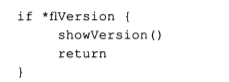 if *flVersion {
    showVersion()
    return
}